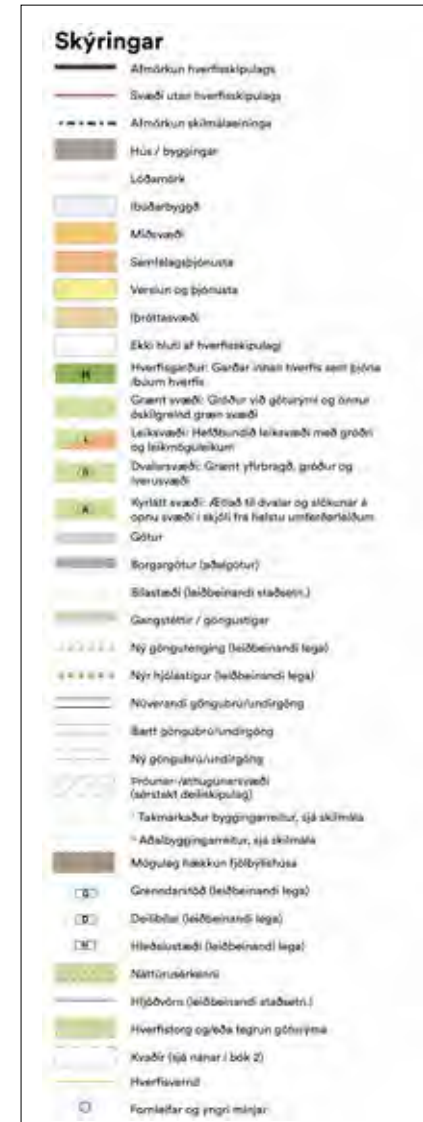 Skýringar
Afmörkun hverfisskipulags
Svæði utan hverfisskipulags
Afmörkun skilmálaeininga
Hús / byggingar
Lóðamörk
Íbúðarbyggð
Miðsvæði
Samfélagsþjónusta
Verslun og þjónusta
Íþróttasvæði
Ekki hluti af hverfisskipulagi
H
Hverfisgarður: Garðar innan hverfis sem þjóna
íbúum hverfis
Grænt svæði: Gróður við göturými og önnur
óskilgreind græn svæði
L
Leiksvæði: Hefðbundið leiksvæði með gróðri
og leikmöguleikum
D
Dvalarsvæði: Grænt yfirbragð, gróður og
íverusvæði
K
Kyrlátt svæði: Ætlað til dvalar og slökunar á
opnu svæði í skjóli frá helstu umferðarleiðum
Götur
Borgargötur (aðalgötur)
Bílastæði (leiðbeinandi staðsetn.)
Gangstéttir / göngustígar
Ný göngutenging (leiðbeinandi lega)
Nýr hjólastígur (leiðbeinandi lega)
Núverandi göngubrú/undirgöng
Bætt göngubrú/undirgöng
Ný göngubrú/undirgöng
Þróunar-/athugunarsvæði
(sérstakt deiliskipulag)
Takmarkaður byggingarreitur, sjá skilmála
Aðalbyggingarreitur, sjá skilmála
Möguleg hækkun fjölbýlishúsa
G
Grenndarstöð (leiðbeinandi lega)
D
Deilibílar (leiðbeinandi lega)
H
Hleðslustæði (leiðbeinandi lega)
Náttúrusérkenni
Hljóðvörn (leiðbeinandi staðsetn.)
Hverfistorg og/eða fegrun göturýma
Kvaðir (sjá nánar í bók 2)
Hverfisvernd
Fornleifar og yngri minjar